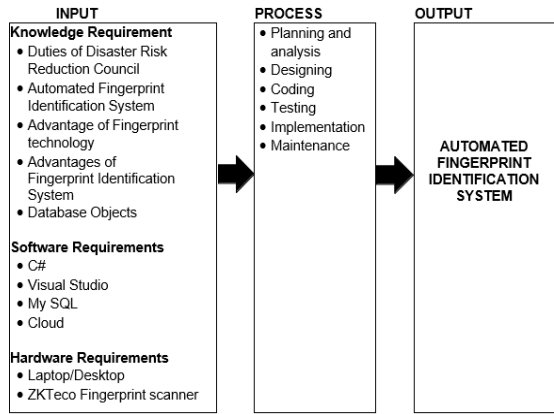 INPUT
Knowledge Requirement
• Duties of Disaster Risk
Reduction Council
• Automated Fingerprint
Identification System
• Advantage of Fingerprint
technology
• Advantages of
Fingerprint Identification
System
• Database Objects
Software Requirements
• C#
• Visual Studio
• My SQL
• Cloud
Hardware Requirements
• Laptop/Desktop
• ZKTeco Fingerprint scanner
PROCESS
• Planning and
analysis
• Designing
• Coding
• Testing
• Implementation
• Maintenance
OUTPUT
AUTOMATED
FINGERPRINT
IDENTIFICATION
SYSTEM